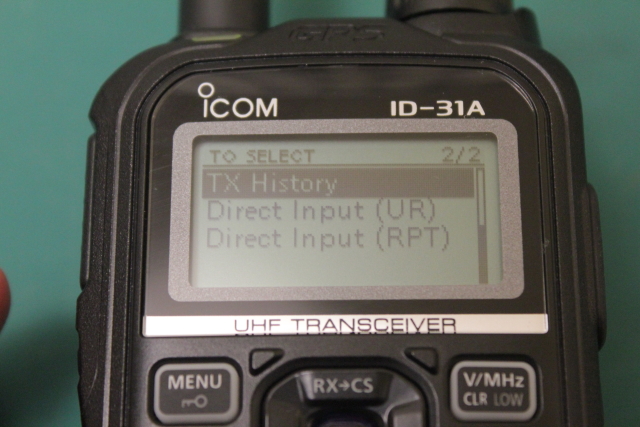 GPS
iCOM ID-31A
TO SELECT 2/2
TX History
Direct Input (UR)
Direct Input (RPT)
UHF TRANSCEIVER
MENU RX→CS V/MHz
CLR LOW